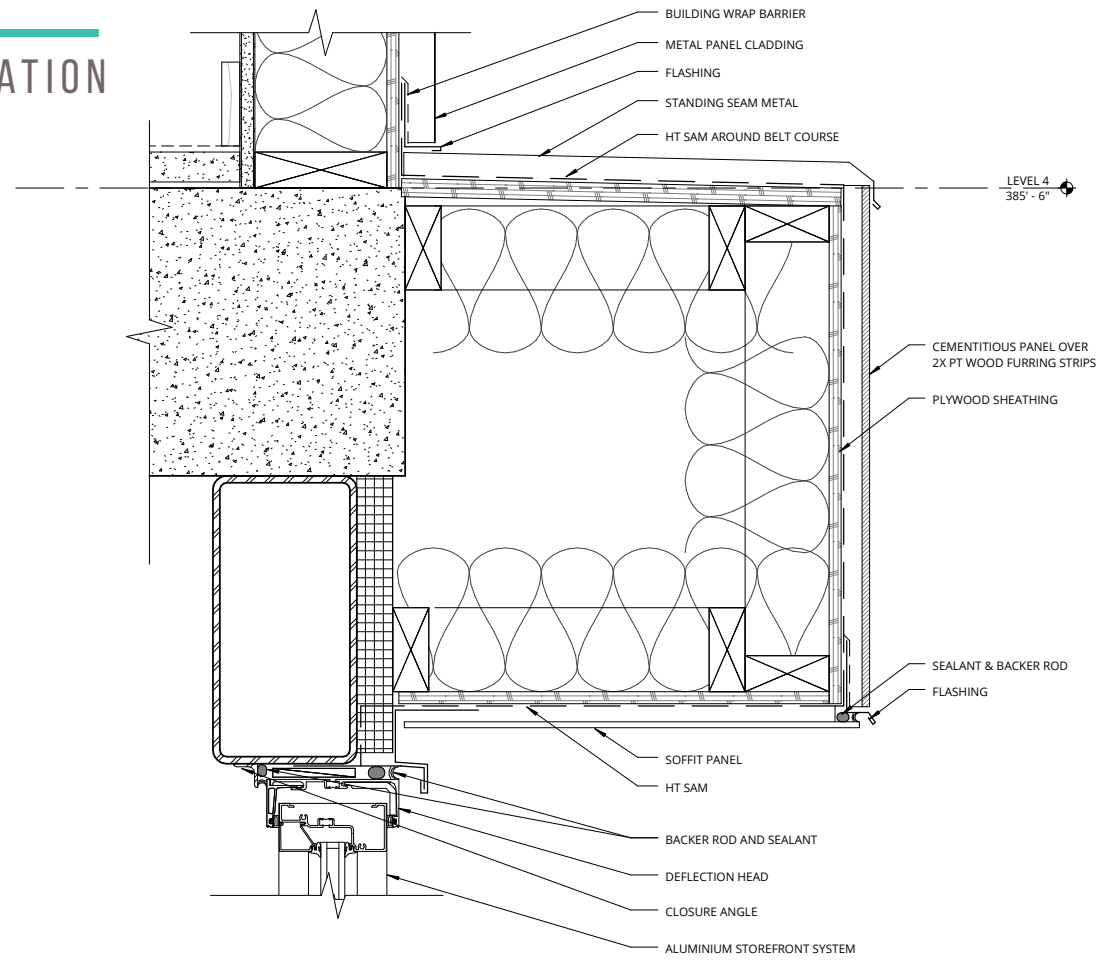 ATION
BUILDING WRAP BARRIER
METAL PANEL CLADDING
FLASHING
STANDING SEAM METAL
HT SAM AROUND BELT COURSE
LEVEL 4
385' - 6"
CEMENTITIOUS PANEL OVER
2X PT WOOD FURRING STRIPS
PLYWOOD SHEATHING
SEALANT & BACKER ROD
FLASHING
SOFFIT PANEL
HT SAM
BACKER ROD AND SEALANT
DEFLECTION HEAD
CLOSURE ANGLE
ALUMINIUM STOREFRONT SYSTEM